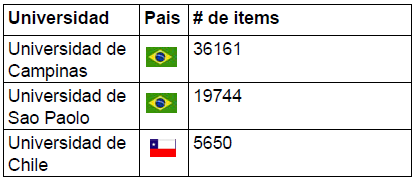 Universidad Pais # de items
Universidad de Campinas 36161
Universidad de Sao Paolo 19744
Universidad de Chile 5650